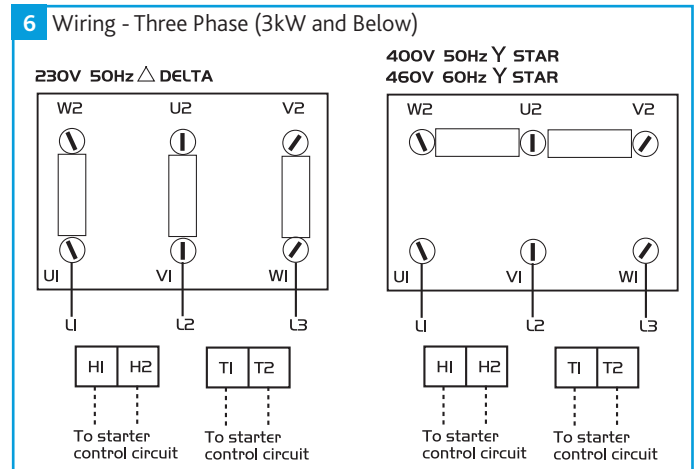 6 Wiring - Three Phase (3kW and Below)
230V 50Hz △ DELTA
W2 U2 V2
U1 V1 W1
L1 L2 L3
H1 H2 T1 T2
To starter control circuit
To starter control circuit
400V 50Hz Y STAR
460V 60Hz Y STAR
W2 U2 V2
U1 V1 W1
L1 L2 L3
H1 H2 T1 T2
To starter control circuit
To starter control circuit